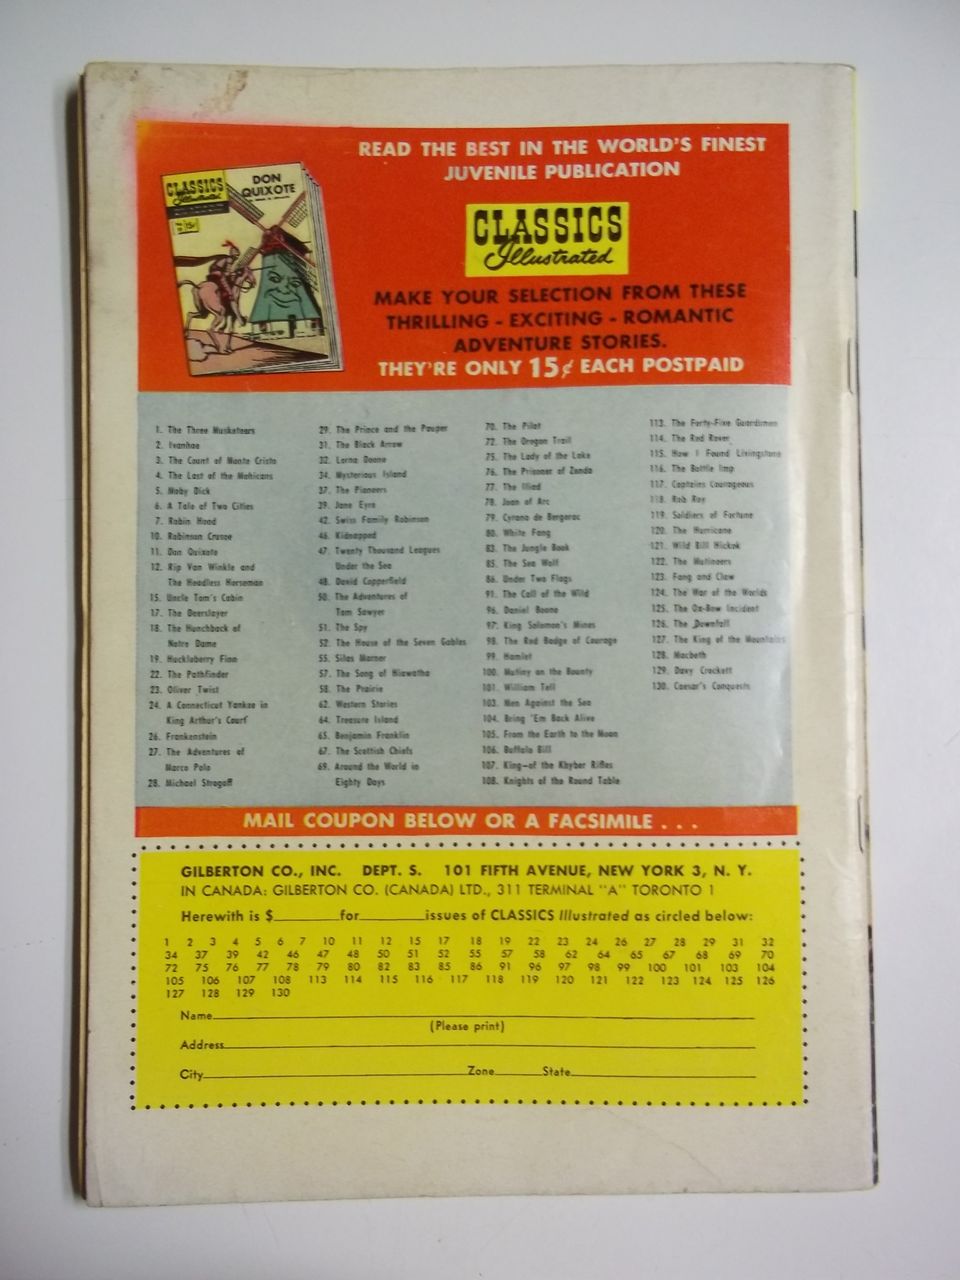 READ THE BEST IN THE WORLD'S FINEST
JUVENILE PUBLICATION
CLASSICS
Illustrated
DON
QUIXOTE
15¢
CLASSICS
Illustrated
MAKE YOUR SELECTION FROM THESE
THRILLING - EXCITING - ROMANTIC
ADVENTURE STORIES.
THEY'RE ONLY 15¢ EACH POSTPAID
1. The Three Musketeers
2. Ivanhoe
3. The Count of Monte Cristo
4. The Last of the Mohicans
5. Moby Dick
6. A Tale of Two Cities
7. Robin Hood
10. Robinson Crusoe
11. Don Quixote
12. Rip Van Winkle and
The Headless Horseman
15. Uncle Tom's Cabin
17. The Deerslayer
18. The Hunchback of
Notre Dame
19. Huckleberry Finn
22. The Pathfinder
23. Oliver Twist
24. A Connecticut Yankee in
King Arthur's Court
26. Frankenstein
27. The Adventures of
Marco Polo
28. Michael Strogoff
29. The Prince and the Pauper
31. The Black Arrow
32. Lorna Doone
34. Mysterious Island
37. The Pioneers
39. Jane Eyre
42. Swiss Family Robinson
46. Kidnapped
47. Twenty Thousand Leagues
Under the Sea
48. David Copperfield
50. The Adventures of
Tom Sawyer
51. The Spy
52. The House of the Seven Gables
55. Silas Marner
57. The Song of Hiawatha
58. The Prairie
62. Western Stories
64. Treasure Island
65. Benjamin Franklin
67. The Scottish Chiefs
69. Around the World in
Eighty Days
70. The Pilot
72. The Oregon Trail
75. The Lady of the Lake
76. The Prisoner of Zenda
77. The Iliad
78. Joan of Arc
79. Cyrano de Bergerac
80. White Fang
83. The Jungle Book
85. The Sea Wolf
86. Under Two Flags
91. The Call of the Wild
96. Daniel Boone
97. King Solomon's Mines
98. The Red Badge of Courage
99. Hamlet
100. Mutiny on the Bounty
101. William Tell
103. Men Against the Sea
104. Bring 'Em Back Alive
105. From the Earth to the Moon
106. Buffalo Bill
107. King—of the Khyber Rifles
108. Knights of the Round Table
113. The Forty-Five Guardsmen
114. The Red Rover
115. How I Found Livingstone
116. The Bottle Imp
117. Captains Courageous
118. Rob Roy
119. Soldiers of Fortune
120. The Hurricane
121. Wild Bill Hickok
122. The Mutineers
123. Fang and Claw
124. The War of the Worlds
125. The Ox-Bow Incident
126. The Downfall
127. The King of the Mountains
128. Macbeth
129. Davy Crockett
130. Caesar's Conquests
MAIL COUPON BELOW OR A FACSIMILE . . .
GILBERTON CO., INC. DEPT. S. 101 FIFTH AVENUE, NEW YORK 3, N. Y.
IN CANADA: GILBERTON CO. (CANADA) LTD., 311 TERMINAL "A" TORONTO 1
Herewith is $ for issues of CLASSICS Illustrated as circled below:
1 2 3 4 5 6 7 10 11 12 15 17 18 19 22 23 24 26 27 28 29 31 32
34 37 39 42 46 47 48 50 51 52 55 57 58 62 64 65 67 68 69 70
72 75 76 77 78 79 80 82 83 85 86 91 96 97 98 99 100 101 103 104
105 106 107 108 113 114 115 116 117 118 119 120 121 122 123 124 125 126
127 128 129 130
Name
(Please print)
Address
City Zone State